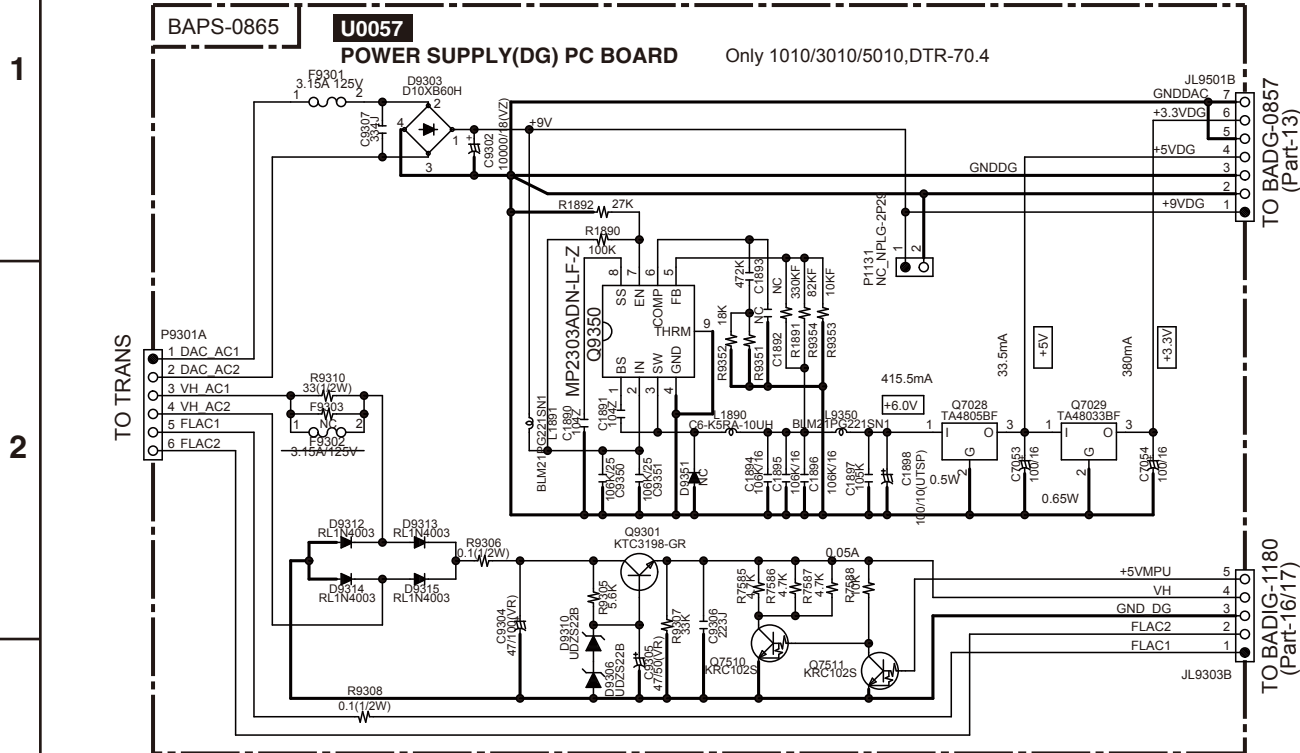 BAPS-0865
U0057
POWER SUPPLY(DG) PC BOARD
Only 1010/3010/5010,DTR-70.4
1
2
F9301
3.15A 125V
1 2
D9303
D10XB60H
2
4
1
3
C9307
334J
C9302
10000/18(VZ)
+9V
JL9501B
GNDDAC 7
+3.3VDG 6
5
+5VDG 4
GNDDG 3
2
+9VDG 1
TO BADG-0857
(Part-13)
R1892 27K
R1890
100K
P1131
NC_NPLG-2P29
1 2
MP2303ADN-LF-Z
Q9350
8 7 6 5
SS EN COMP FB
THRM 9
BS IN SW GND
1 2 3 4
472K
C1893
NC
330KF
82KF
10KF
18K
NC
R9352
R9351
C1892
R1891
R9354
R9353
33.5mA
+5V
380mA
+3.3V
P9301A
TO TRANS
1 DAC_AC1
2 DAC_AC2
3 VH_AC1
4 VH_AC2
5 FLAC1
6 FLAC2
R9310
33(1/2W)
F9303
1 NC 2
F9302
3.15A/125V
BLM21PG221SN1
L1891
C1890
104Z
C1891
104Z
L1890
C6-K5RA-10UH
L9350
BLM21PG221SN1
415.5mA
+6.0V
Q7028
TA4805BF
1 I O 3
G
2
0.5W
Q7029
TA48033BF
1 I O 3
G
2
0.65W
C7053
100/16
C7054
100/16
106K/25
C9350
106K/25
C9351
D9351
NC
C1894
106K/16
C1895
106K/16
C1896
106K/16
C1897
105K
C1898
100/10(UTSP)
D9312
RL1N4003
D9313
RL1N4003
D9314
RL1N4003
D9315
RL1N4003
R9306
0.1(1/2W)
Q9301
KTC3198-GR
C9304
47/100(VR)
R9305
5.6K
D9310
UDZS22B
D9306
UDZS22B
C9305
47/50(VR)
R9307
33K
C9306
223J
0.05A
R7585
4.7K
R7586
4.7K
R7587
4.7K
R7588
10K
Q7510
KRC102S
Q7511
KRC102S
R9308
0.1(1/2W)
+5VMPU 5
VH 4
GND_DG 3
FLAC2 2
FLAC1 1
JL9303B
TO BADIG-1180
(Part-16/17)